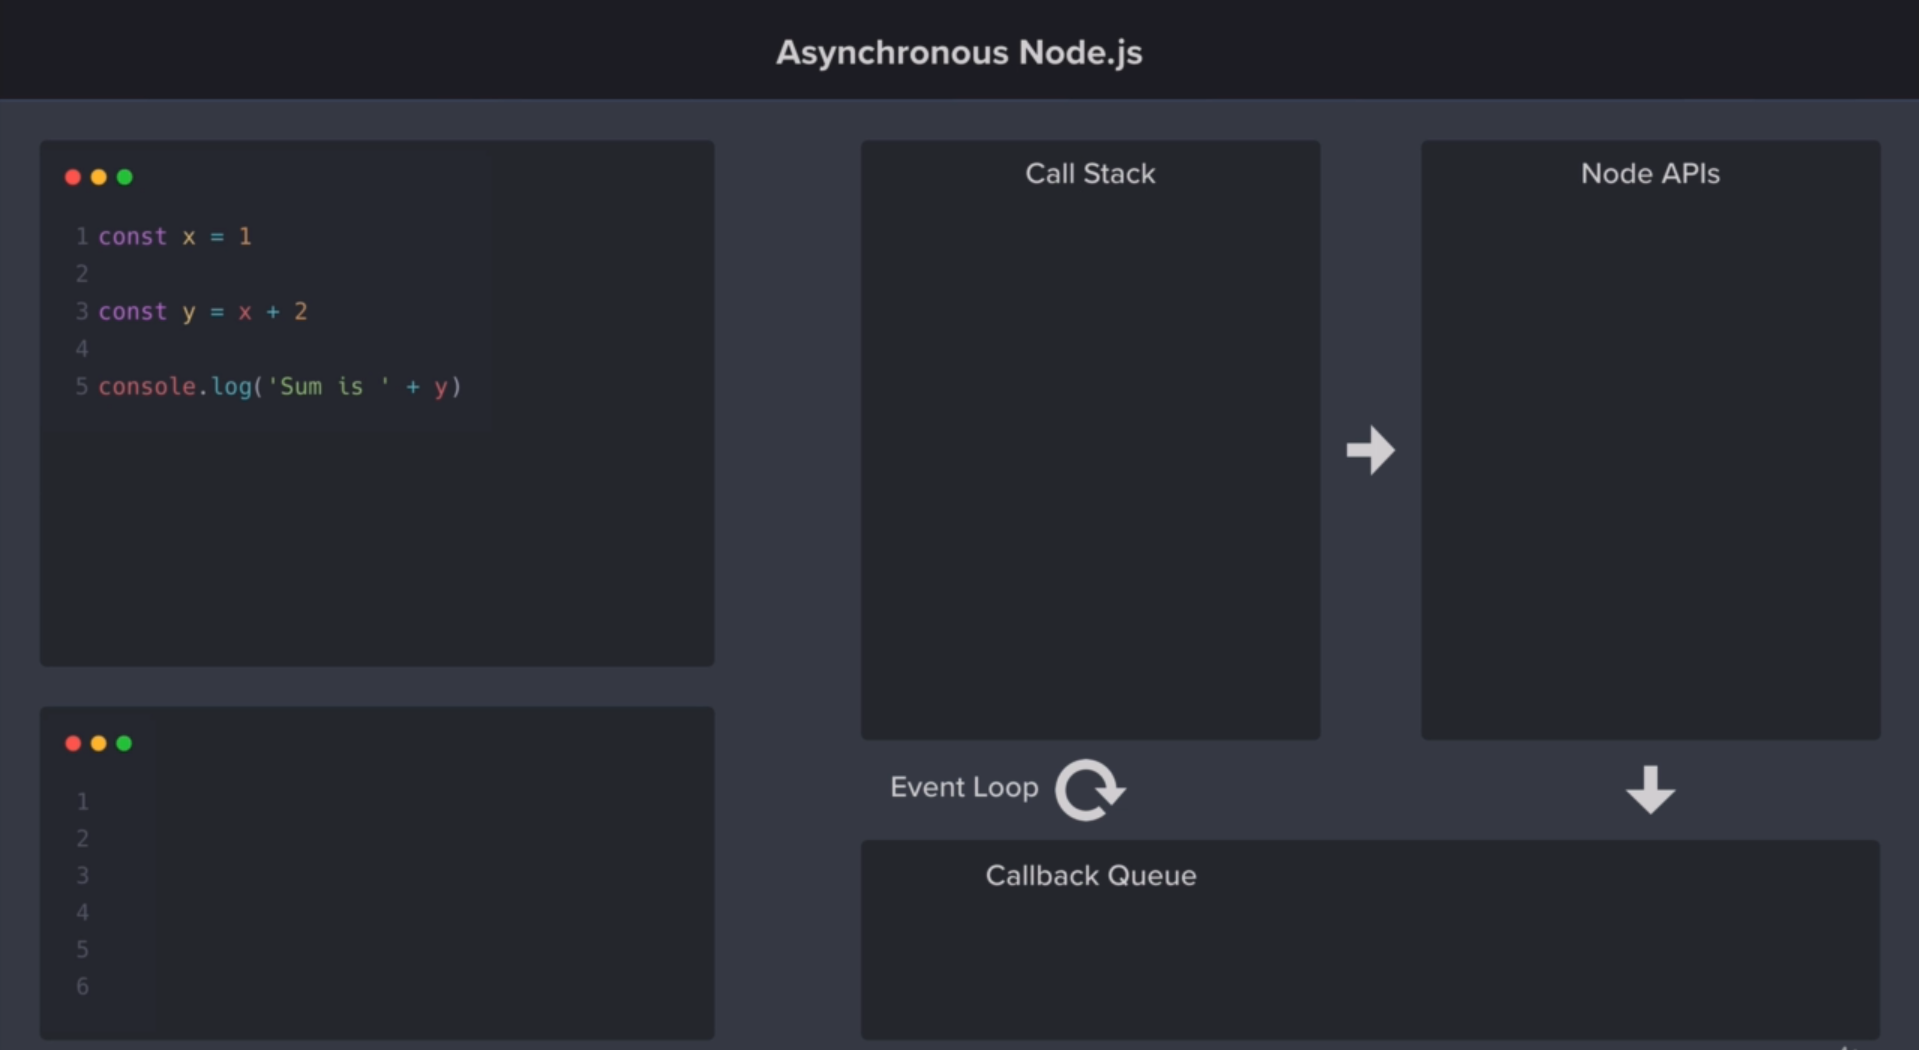 Asynchronous Node.js
1 const x = 1
2
3 const y = x + 2
4
5 console.log('Sum is ' + y)
1
2
3
4
5
6
Call Stack
Node APIs
Event Loop
Callback Queue